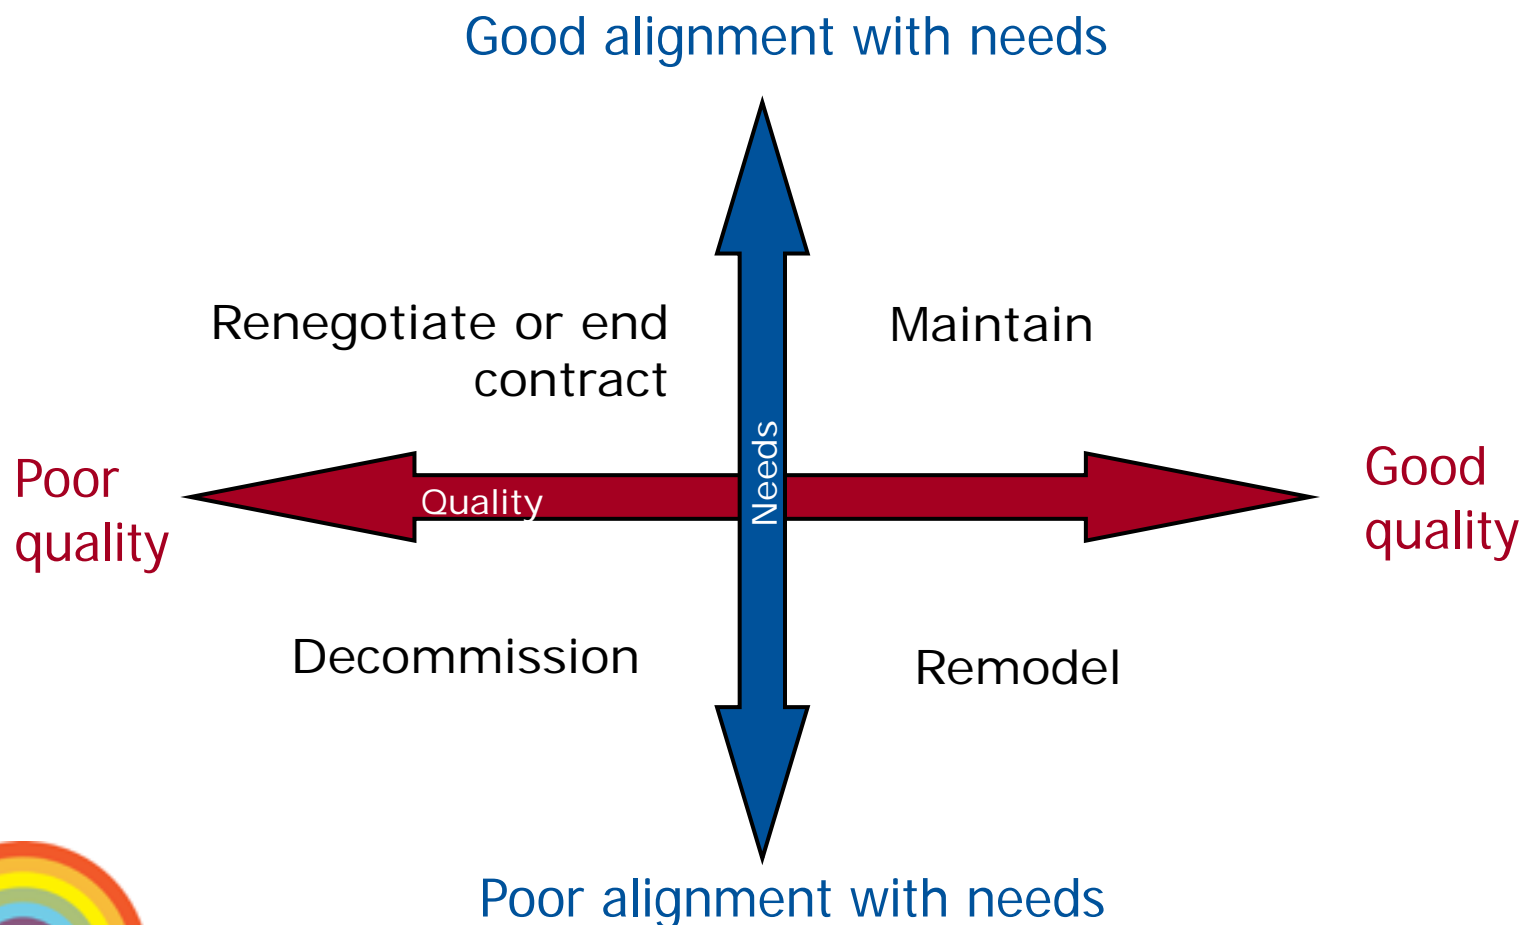 Good alignment with needs
Renegotiate or end
contract
Maintain
Poor
quality
Quality
Needs
Good
quality
Decommission
Remodel
Poor alignment with needs